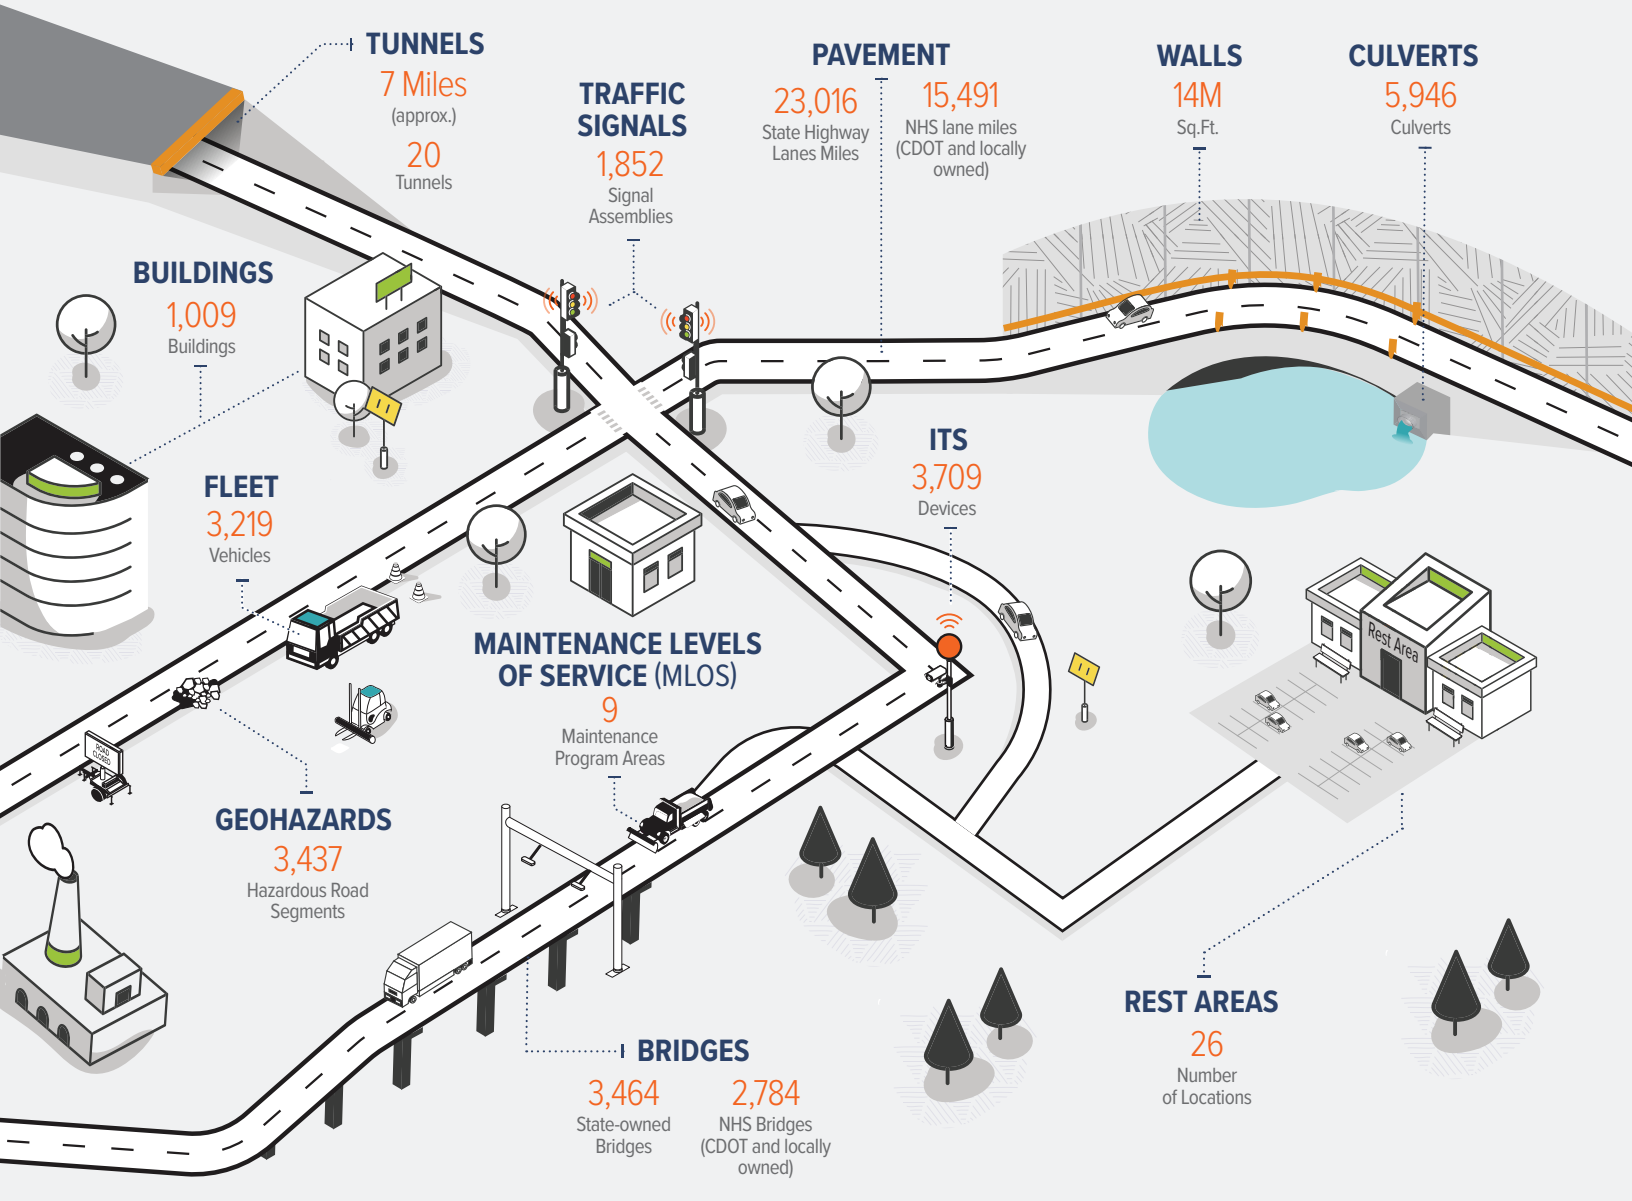 TUNNELS
7 Miles
(approx.)
20
Tunnels
TRAFFIC
SIGNALS
1,852
Signal
Assemblies
PAVEMENT
23,016
State Highway
Lanes Miles
15,491
NHS lane miles
(CDOT and locally
owned)
WALLS
14M
Sq.Ft.
CULVERTS
5,946
Culverts
BUILDINGS
1,009
Buildings
FLEET
3,219
Vehicles
ITS
3,709
Devices
MAINTENANCE LEVELS
OF SERVICE (MLOS)
9
Maintenance
Program Areas
Rest Area
ROAD
CLOSED
GEOHAZARDS
3,437
Hazardous Road
Segments
BRIDGES
3,464
State-owned
Bridges
2,784
NHS Bridges
(CDOT and locally
owned)
REST AREAS
26
Number
of Locations